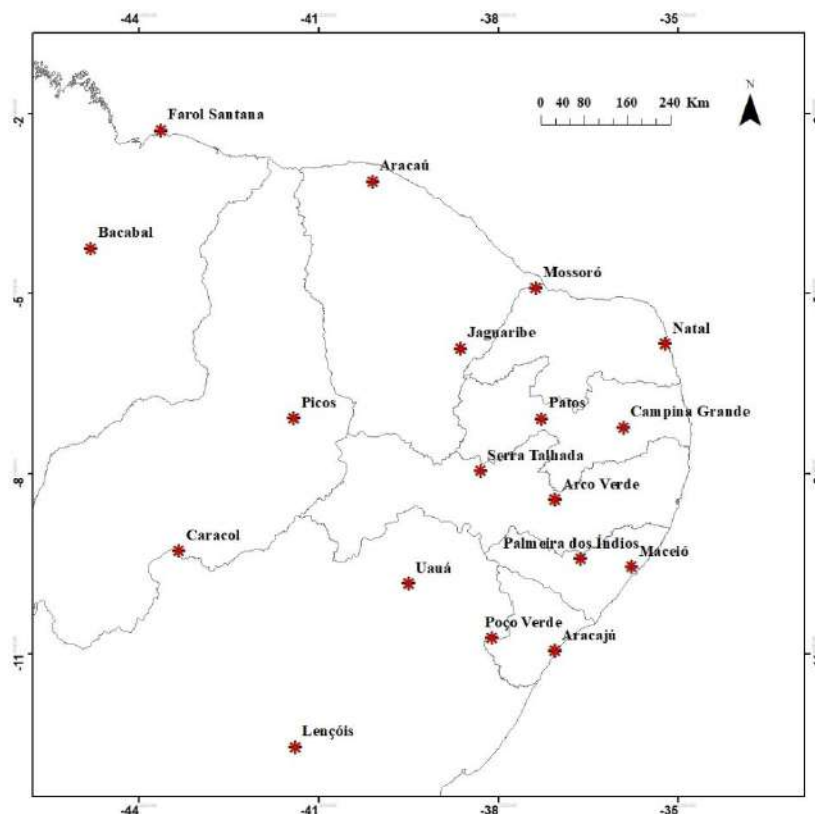 -44 -41 -38 -35
N
0 40 80 160 240 Km
-2
Farol Santana
Aracaú
Bacabal
Mossoró
-5
Natal
Jaguaribe
Picos
Patos
Campina Grande
Serra Talhada
-8
Arco Verde
Palmeira dos Índios
Maceió
Caracol
Uauá
Poço Verde
Aracajú
-11
Lençóis
-44 -41 -38 -35